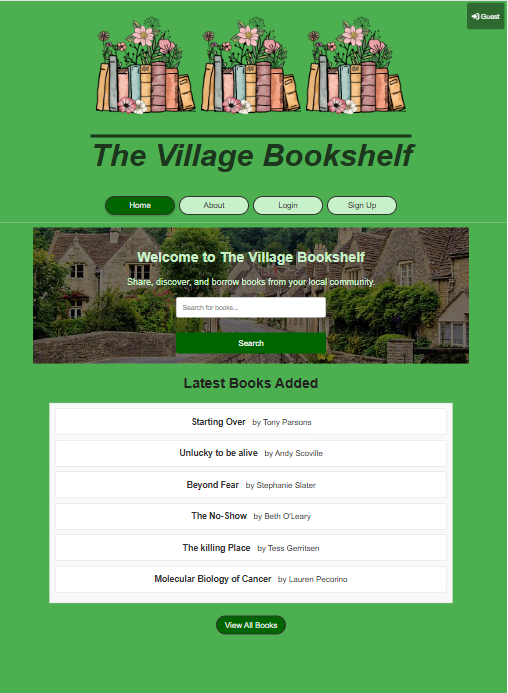 Guest
The Village Bookshelf
Home About Login Sign Up
Welcome to The Village Bookshelf
Share, discover, and borrow books from your local community.
Search for books...
Search
Latest Books Added
Starting Over by Tony Parsons
Unlucky to be alive by Andy Scoville
Beyond Fear by Stephanie Slater
The No-Show by Beth O'Leary
The killing Place by Tess Gerritsen
Molecular Biology of Cancer by Lauren Pecorino
View All Books